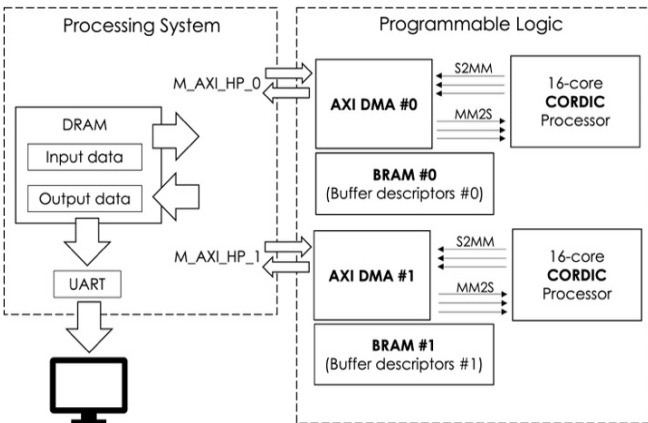 Processing System
Programmable Logic
M_AXI_HP_0
AXI DMA #0
S2MM
MM2S
16-core
CORDIC
Processor
DRAM
Input data
Output data
BRAM #0
(Buffer descriptors #0)
M_AXI_HP_1
AXI DMA #1
S2MM
MM2S
16-core
CORDIC
Processor
UART
BRAM #1
(Buffer descriptors #1)